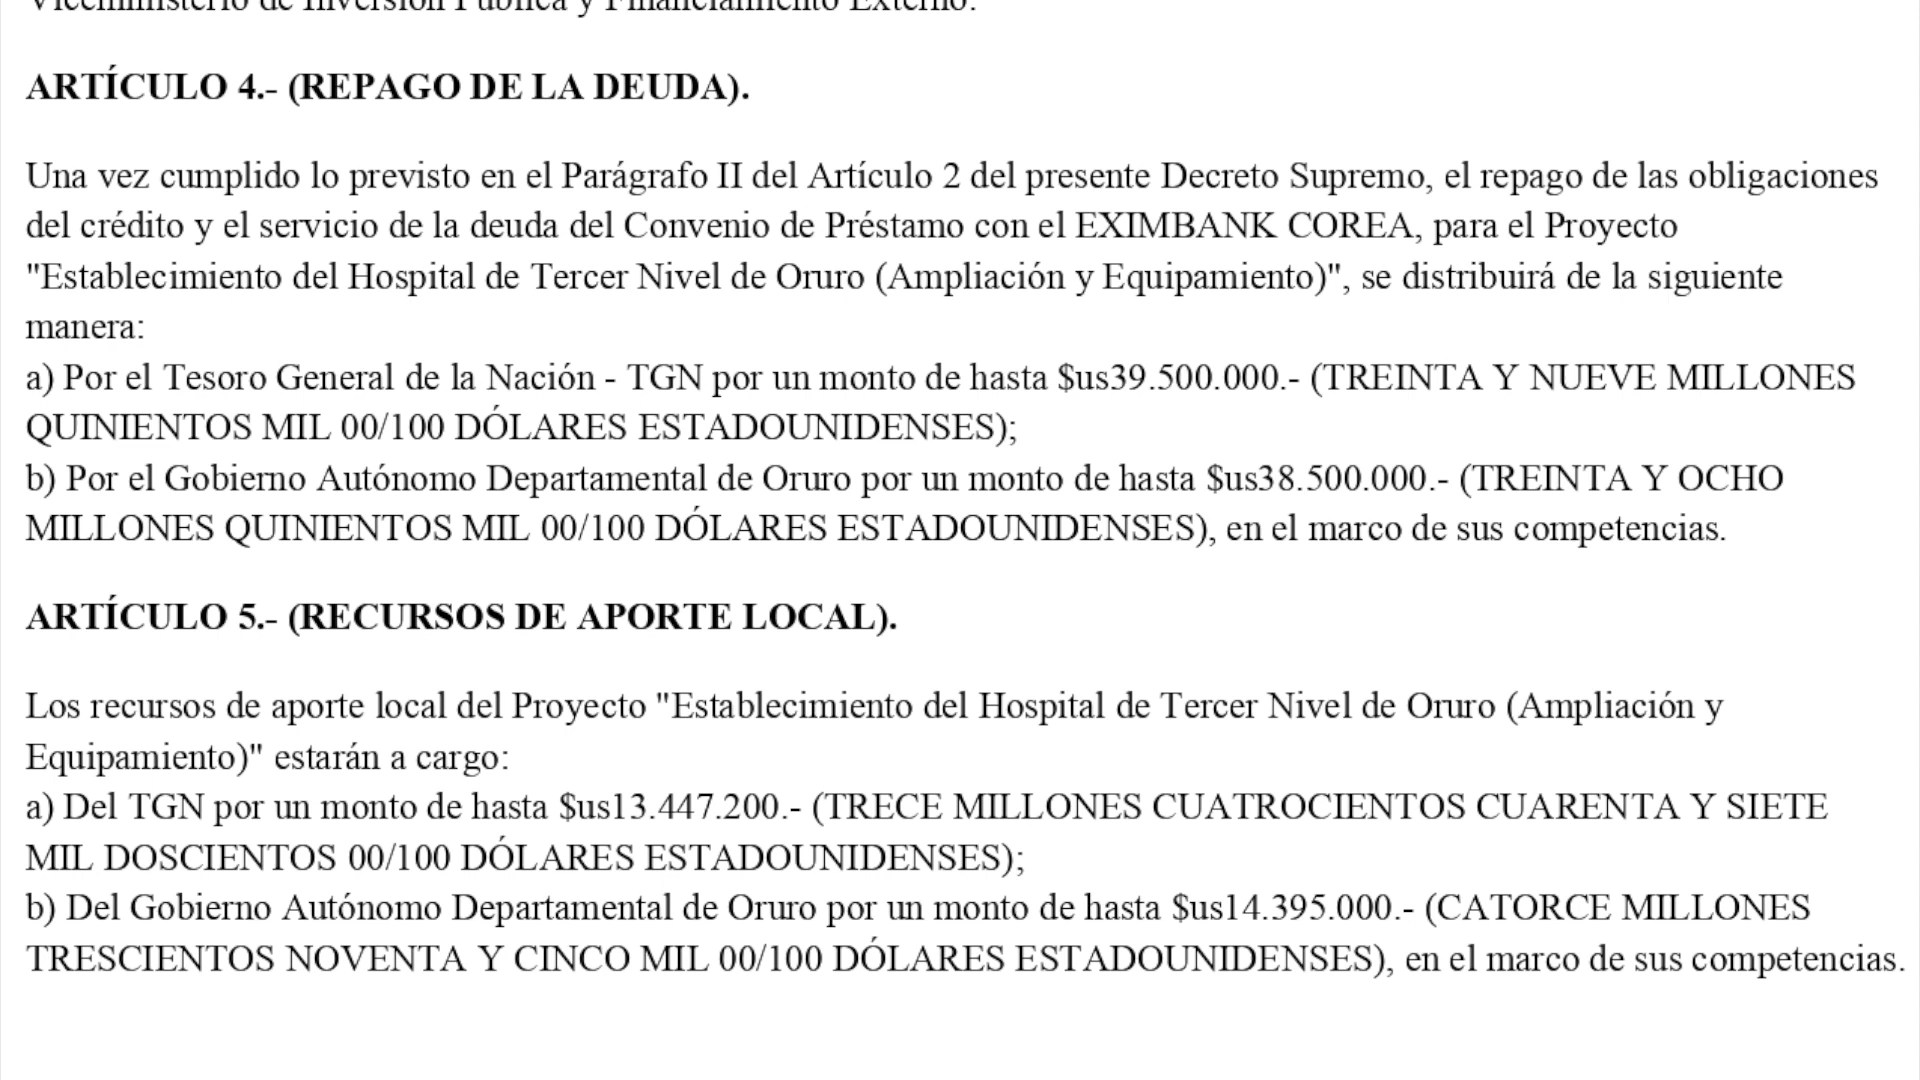 Viceministerio de Inversión Pública y Financiamiento Externo.
ARTÍCULO 4.- (REPAGO DE LA DEUDA).
Una vez cumplido lo previsto en el Parágrafo II del Artículo 2 del presente Decreto Supremo, el repago de las obligaciones
del crédito y el servicio de la deuda del Convenio de Préstamo con el EXIMBANK COREA, para el Proyecto
"Establecimiento del Hospital de Tercer Nivel de Oruro (Ampliación y Equipamiento)", se distribuirá de la siguiente
manera:
a) Por el Tesoro General de la Nación - TGN por un monto de hasta $us39.500.000.- (TREINTA Y NUEVE MILLONES
QUINIENTOS MIL 00/100 DÓLARES ESTADOUNIDENSES);
b) Por el Gobierno Autónomo Departamental de Oruro por un monto de hasta $us38.500.000.- (TREINTA Y OCHO
MILLONES QUINIENTOS MIL 00/100 DÓLARES ESTADOUNIDENSES), en el marco de sus competencias.
ARTÍCULO 5.- (RECURSOS DE APORTE LOCAL).
Los recursos de aporte local del Proyecto "Establecimiento del Hospital de Tercer Nivel de Oruro (Ampliación y
Equipamiento)" estarán a cargo:
a) Del TGN por un monto de hasta $us13.447.200.- (TRECE MILLONES CUATROCIENTOS CUARENTA Y SIETE
MIL DOSCIENTOS 00/100 DÓLARES ESTADOUNIDENSES);
b) Del Gobierno Autónomo Departamental de Oruro por un monto de hasta $us14.395.000.- (CATORCE MILLONES
TRESCIENTOS NOVENTA Y CINCO MIL 00/100 DÓLARES ESTADOUNIDENSES), en el marco de sus competencias.